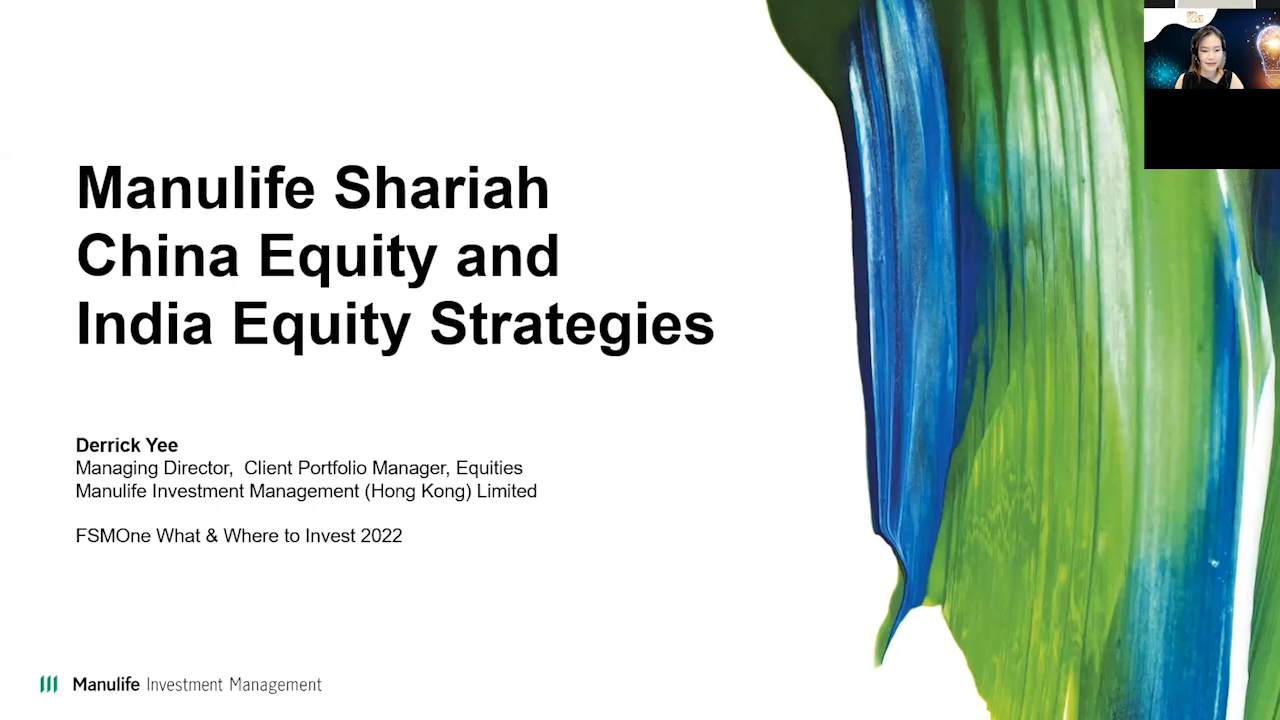 Manulife Shariah
China Equity and
India Equity Strategies
Derrick Yee
Managing Director, Client Portfolio Manager, Equities
Manulife Investment Management (Hong Kong) Limited
FSMOne What & Where to Invest 2022
Manulife Investment Management